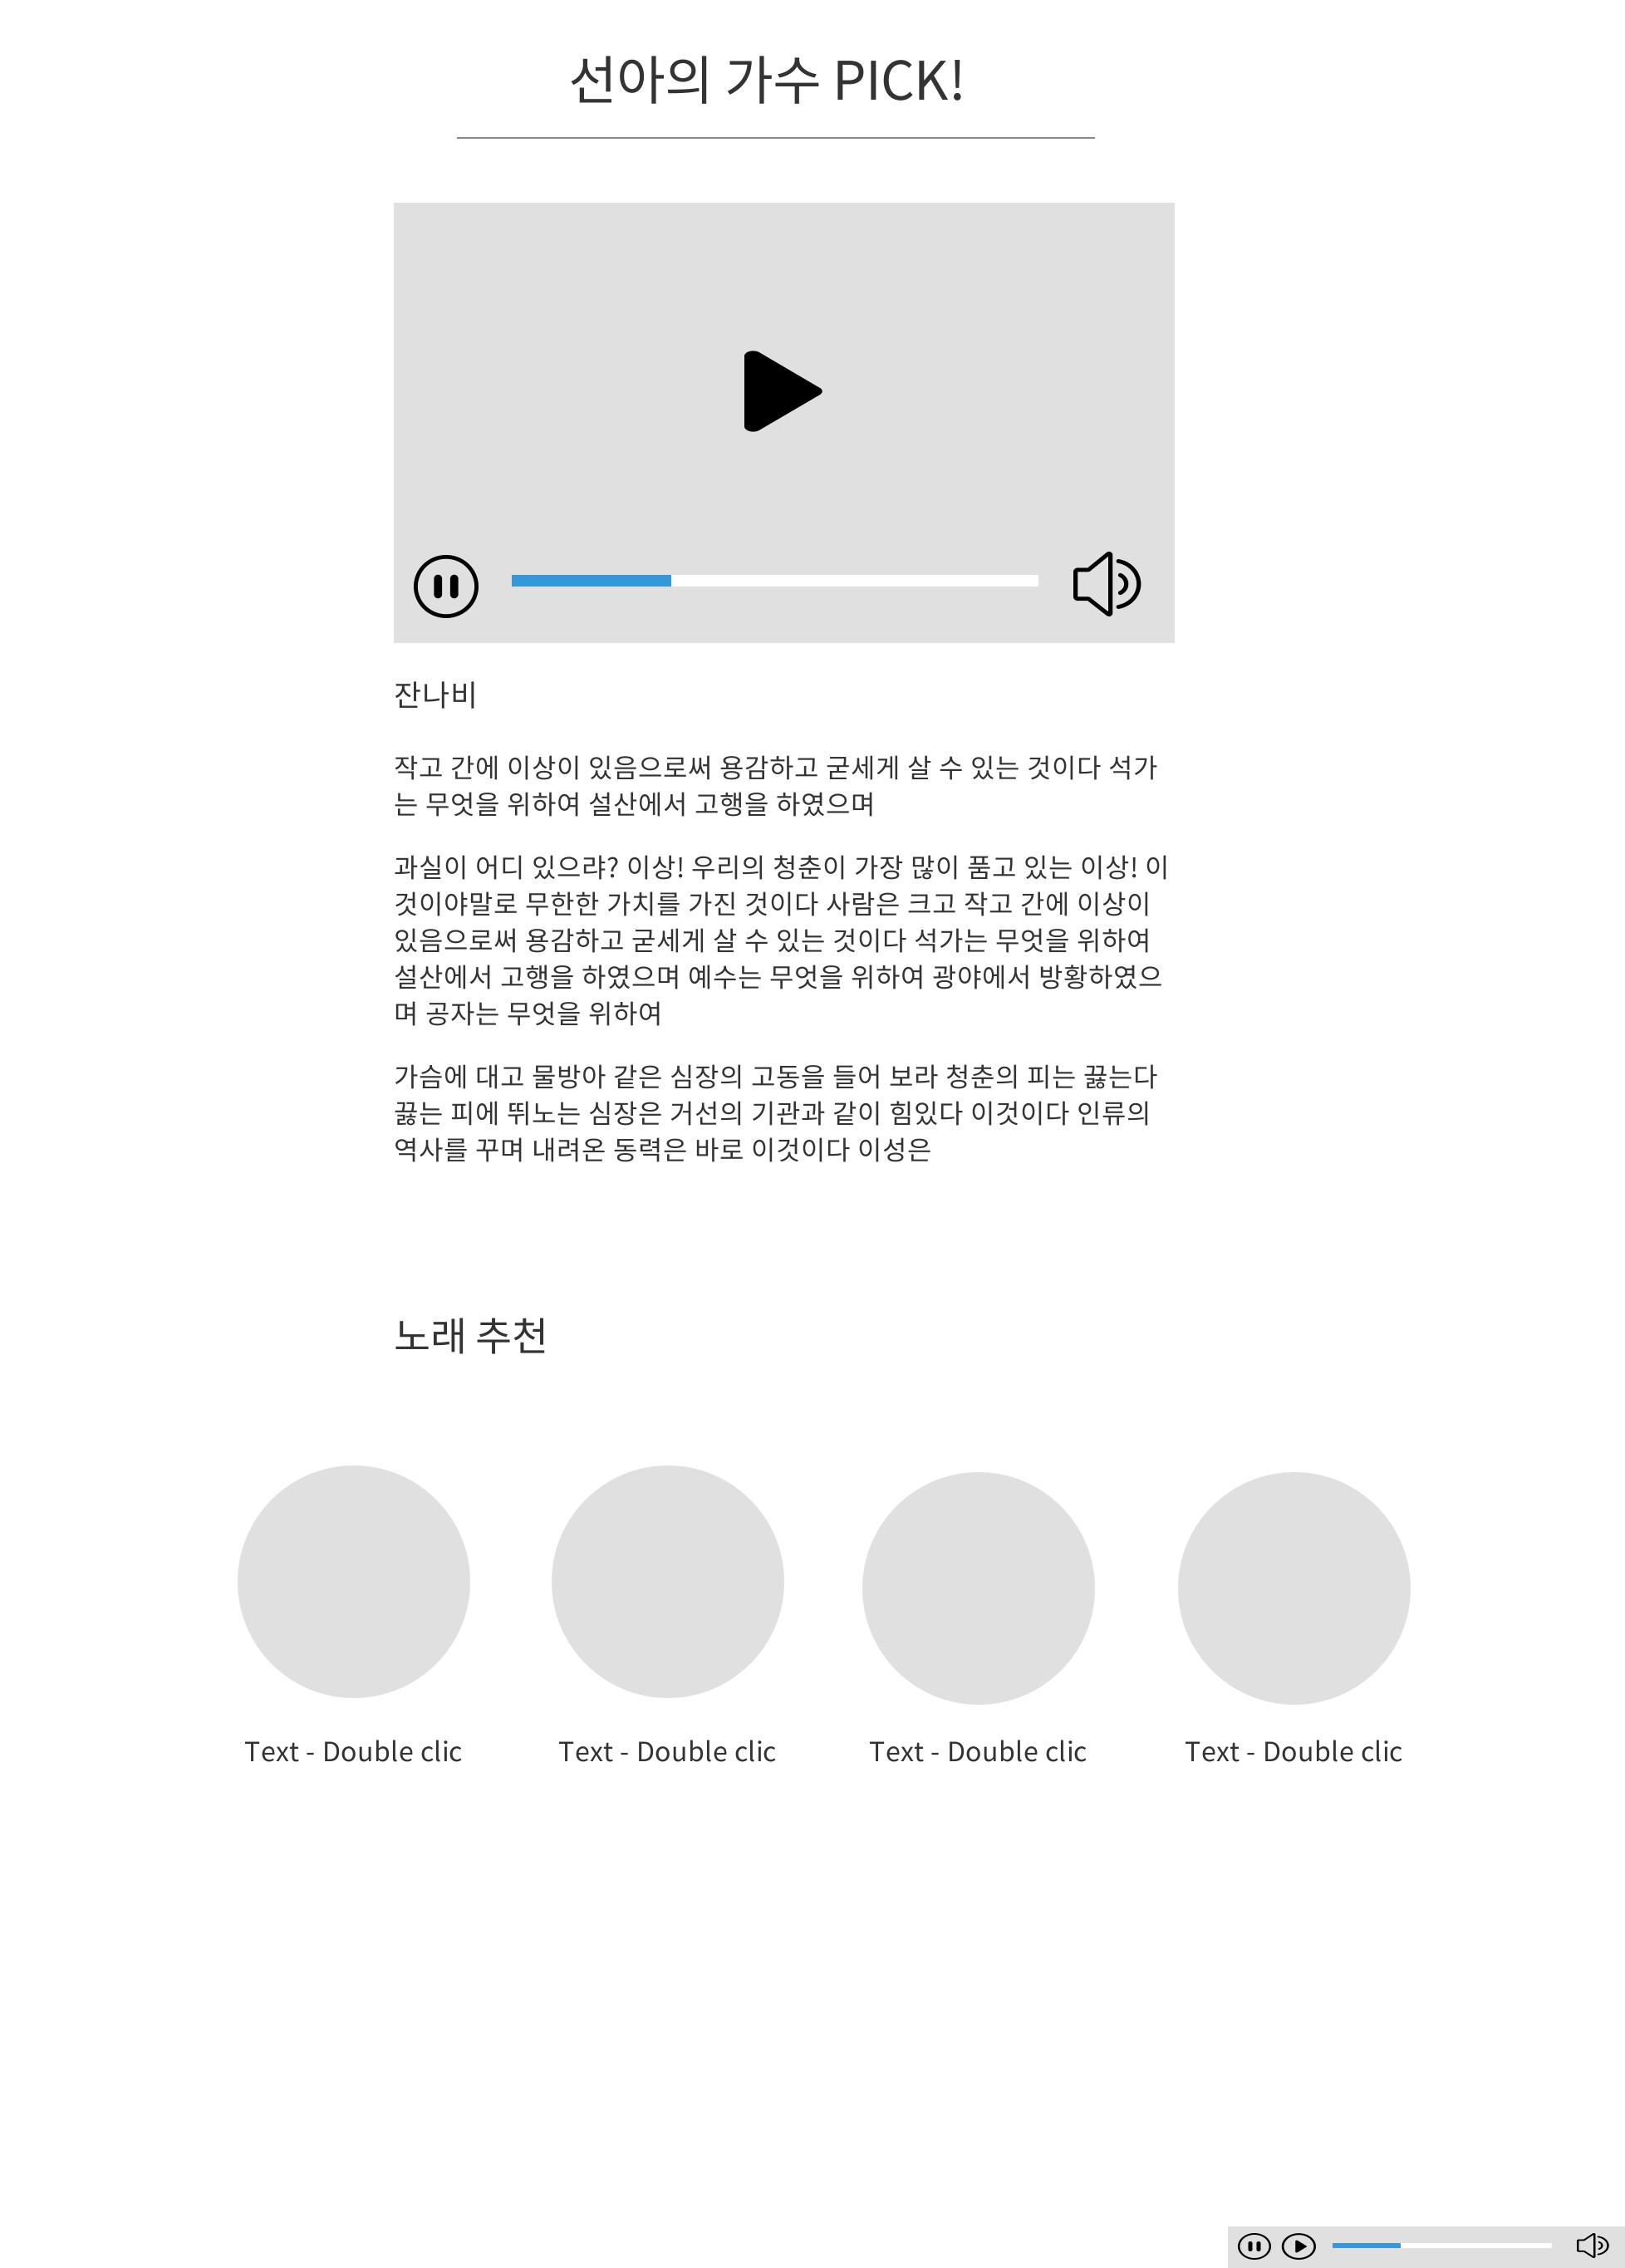 선아의 가수 PICK!
잔나비
작고 간에 이상이 있음으로써 용감하고 굳세게 살 수 있는 것이다 석가
는 무엇을 위하여 설산에서 고행을 하였으며
과실이 어디 있으랴? 이상! 우리의 청춘이 가장 많이 품고 있는 이상! 이
것이야말로 무한한 가치를 가진 것이다 사람은 크고 작고 간에 이상이
있음으로써 용감하고 굳세게 살 수 있는 것이다 석가는 무엇을 위하여
설산에서 고행을 하였으며 예수는 무엇을 위하여 광야에서 방황하였으
며 공자는 무엇을 위하여
가슴에 대고 물방아 같은 심장의 고동을 들어 보라 청춘의 피는 끓는다
끓는 피에 뛰노는 심장은 거선의 기관과 같이 힘있다 이것이다 인류의
역사를 꾸며 내려온 동력은 바로 이것이다 이성은
노래 추천
Text - Double clic
Text - Double clic
Text - Double clic
Text - Double clic